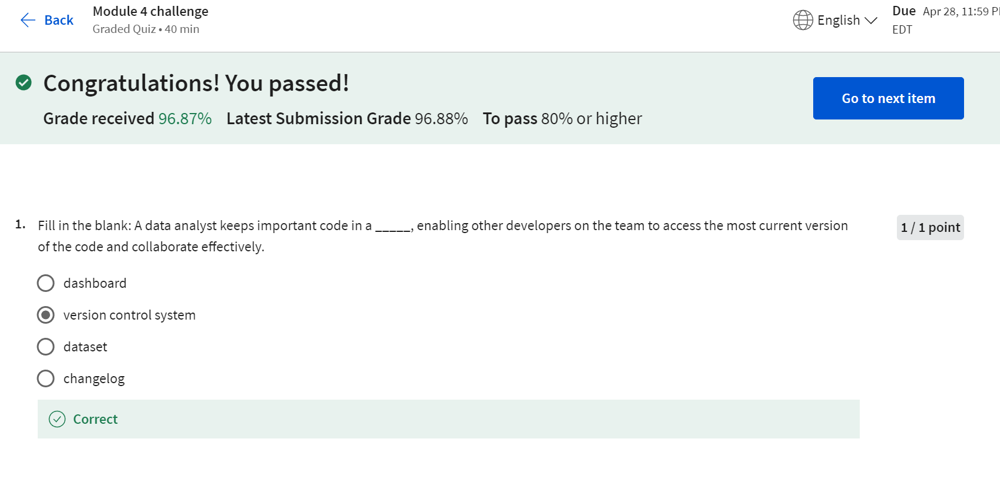 Back
Module 4 challenge
Graded Quiz • 40 min
English
Due Apr 28, 11:59 P
EDT
Congratulations! You passed!
Grade received 96.87% Latest Submission Grade 96.88% To pass 80% or higher
Go to next item
1. Fill in the blank: A data analyst keeps important code in a _____, enabling other developers on the team to access the most current version
of the code and collaborate effectively.
1 / 1 point
dashboard
version control system
dataset
changelog
Correct